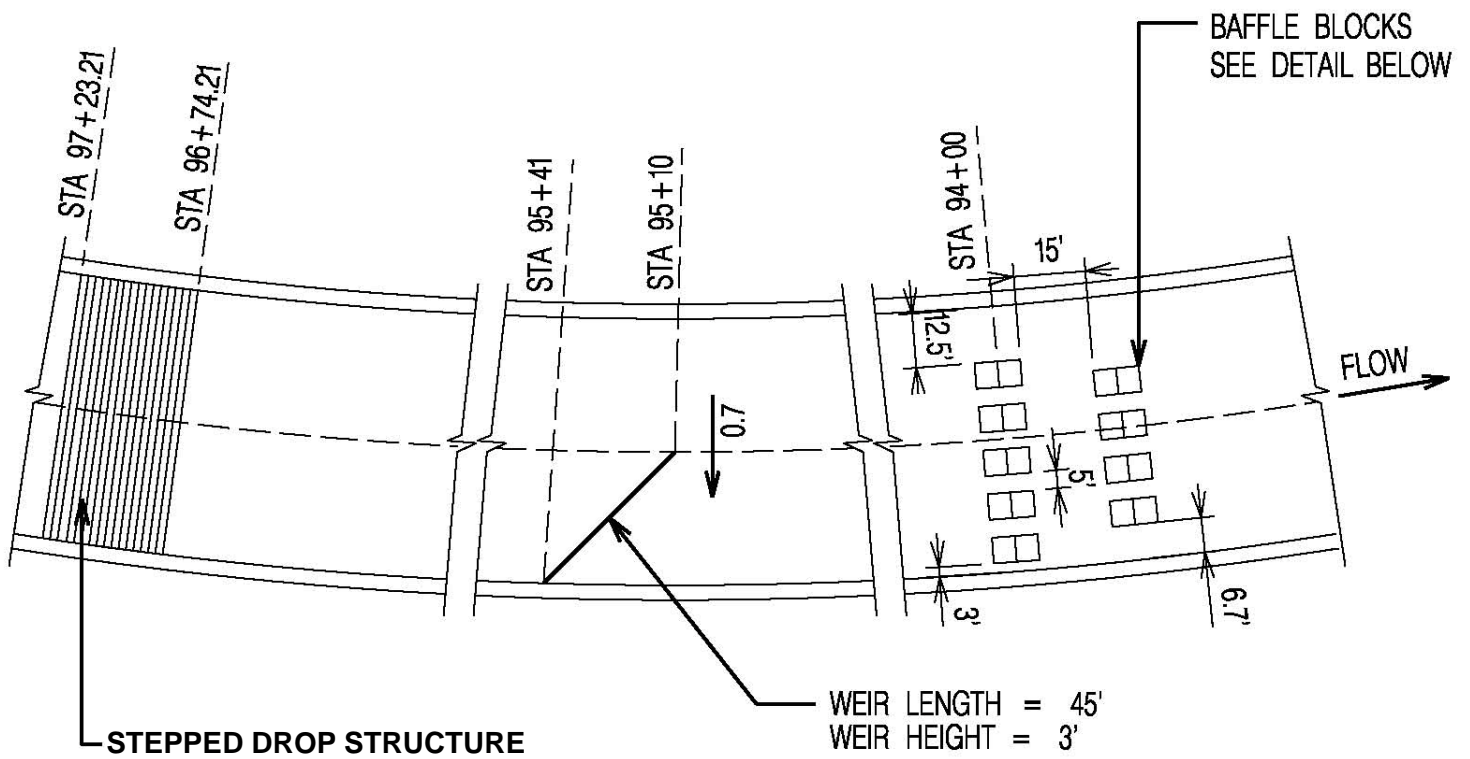 BAFFLE BLOCKS
SEE DETAIL BELOW
STA 97+23.21
STA 96+74.21
STA 95+41
STA 95+10
STA 94+00
15'
12.5'
FLOW
0.7
5'
3'
6.7'
WEIR LENGTH = 45'
WEIR HEIGHT = 3'
STEPPED DROP STRUCTURE